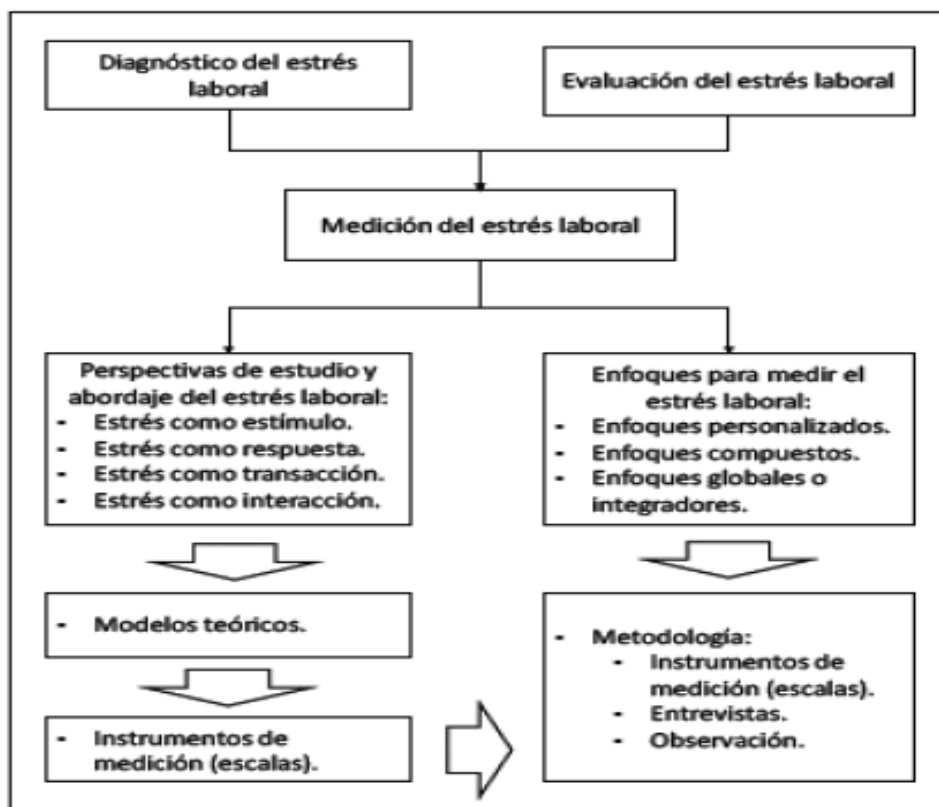 Diagnóstico del estrés
laboral
Evaluación del estrés laboral
Medición del estrés laboral
Perspectivas de estudio y
abordaje del estrés laboral:
- Estrés como estímulo.
- Estrés como respuesta.
- Estrés como transacción.
- Estrés como interacción.
Enfoques para medir el
estrés laboral:
- Enfoques personalizados.
- Enfoques compuestos.
- Enfoques globales o
integradores.
- Modelos teóricos.
- Instrumentos de
medición (escalas).
- Metodología:
- Instrumentos de
medición (escalas).
- Entrevistas.
- Observación.